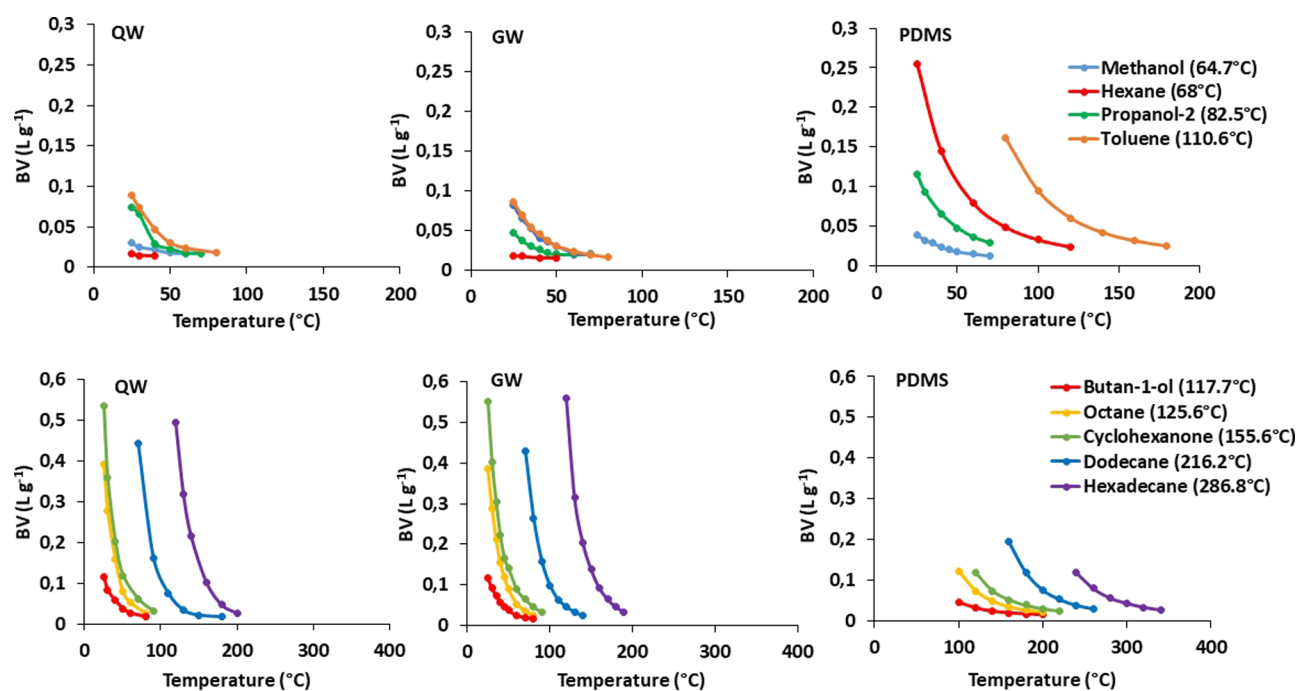 QW
0,3
0,25
0,2
0,15
0,1
0,05
0
BV (L g-1)
0 50 100 150 200
Temperature (°C)
GW
0,3
0,25
0,2
0,15
0,1
0,05
0
BV (L g-1)
0 50 100 150 200
Temperature (°C)
PDMS
0,3
0,25
0,2
0,15
0,1
0,05
0
BV (L g-1)
0 50 100 150 200
Temperature (°C)
Methanol (64.7°C)
Hexane (68°C)
Propanol-2 (82.5°C)
Toluene (110.6°C)
QW
0,6
0,5
0,4
0,3
0,2
0,1
0
BV (L g-1)
0 100 200 300 400
Temperature (°C)
GW
0,6
0,5
0,4
0,3
0,2
0,1
0
BV (L g-1)
0 100 200 300 400
Temperature (°C)
PDMS
0,6
0,5
0,4
0,3
0,2
0,1
0
BV (L g-1)
0 100 200 300 400
Temperature (°C)
Butan-1-ol (117.7°C)
Octane (125.6°C)
Cyclohexanone (155.6°C)
Dodecane (216.2°C)
Hexadecane (286.8°C)